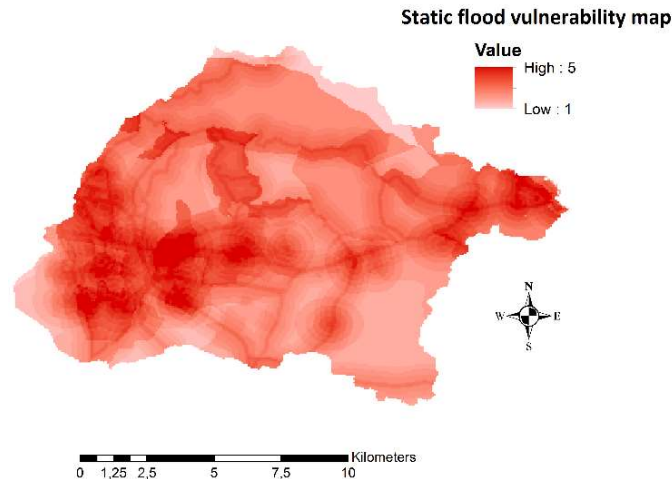 Static flood vulnerability map
Value
High : 5
Low : 1
N
W E
S
Kilometers
0 1,25 2,5 5 7,5 10